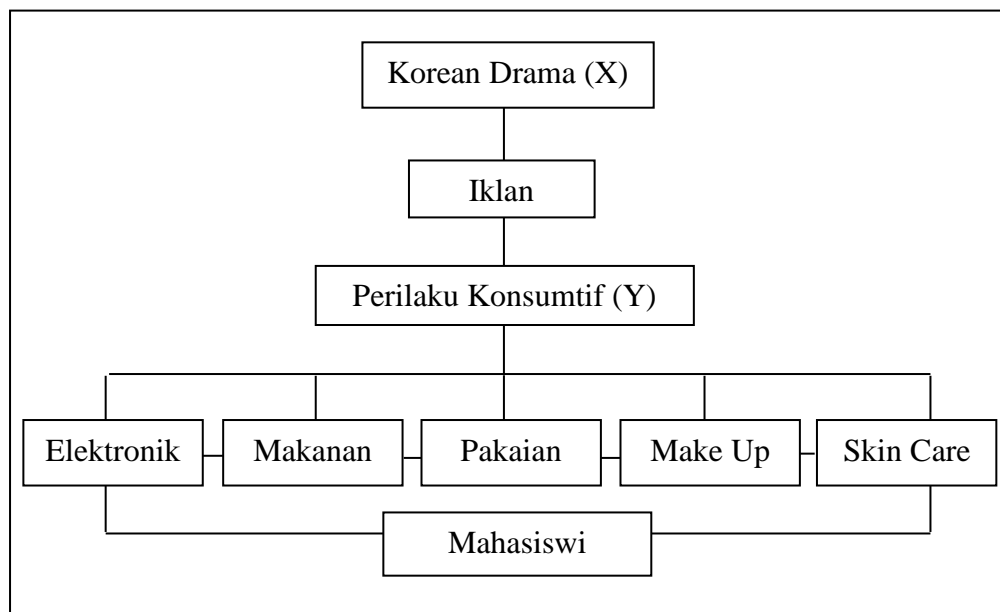 Korean Drama (X)
Iklan
Perilaku Konsumtif (Y)
Elektronik
Makanan
Pakaian
Make Up
Skin Care
Mahasiswi